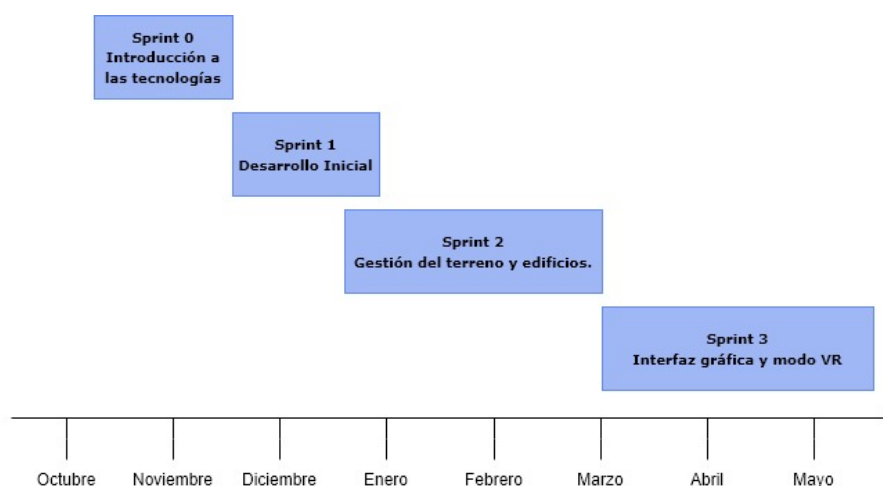 Sprint 0
Introducción a
las tecnologías
Sprint 1
Desarrollo Inicial
Sprint 2
Gestión del terreno y edificios.
Sprint 3
Interfaz gráfica y modo VR
Octubre Noviembre Diciembre Enero Febrero Marzo Abril Mayo